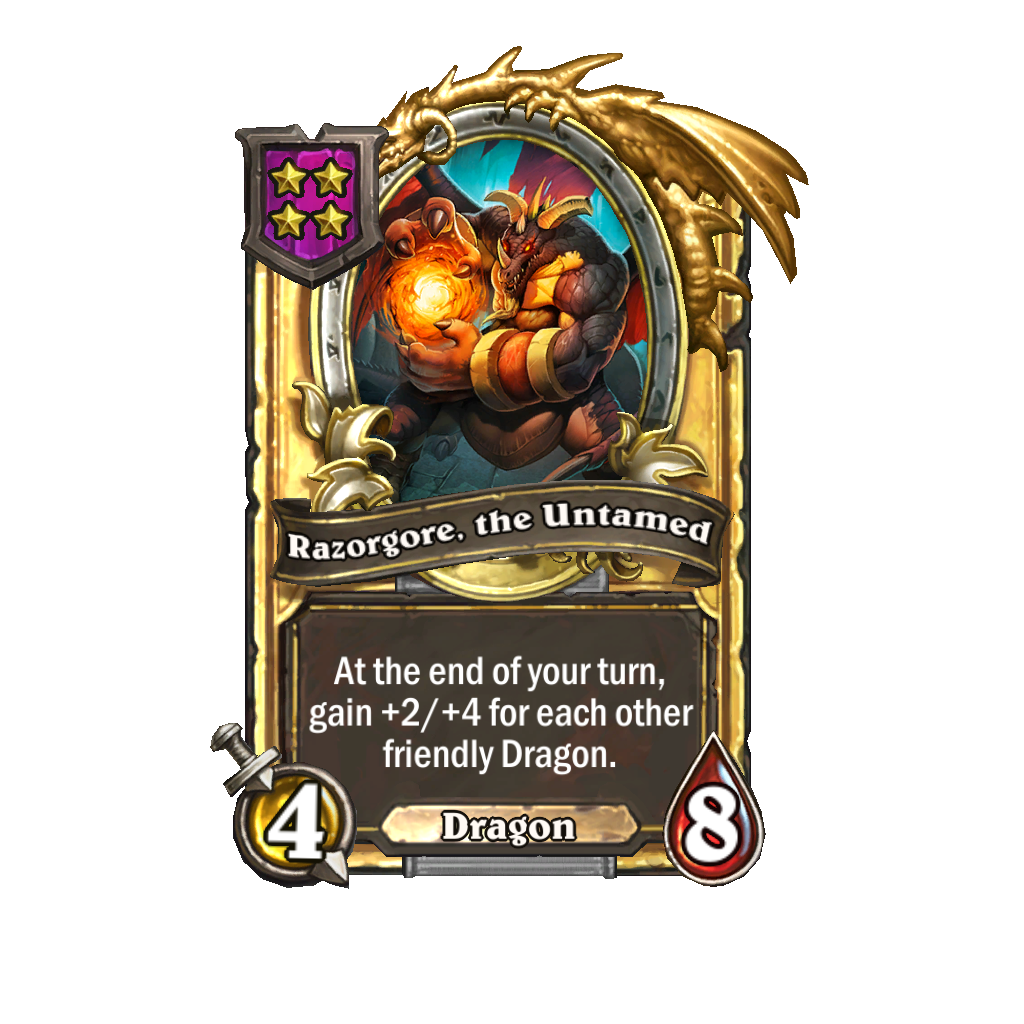 Razorgore, the Untamed
At the end of your turn,
gain +2/+4 for each other
friendly Dragon.
4
Dragon
8